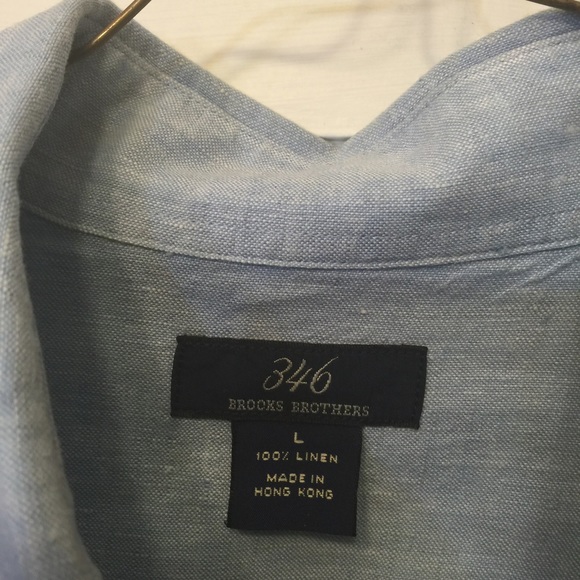 346
BROOKS BROTHERS
L
100% LINEN
MADE IN
HONG KONG